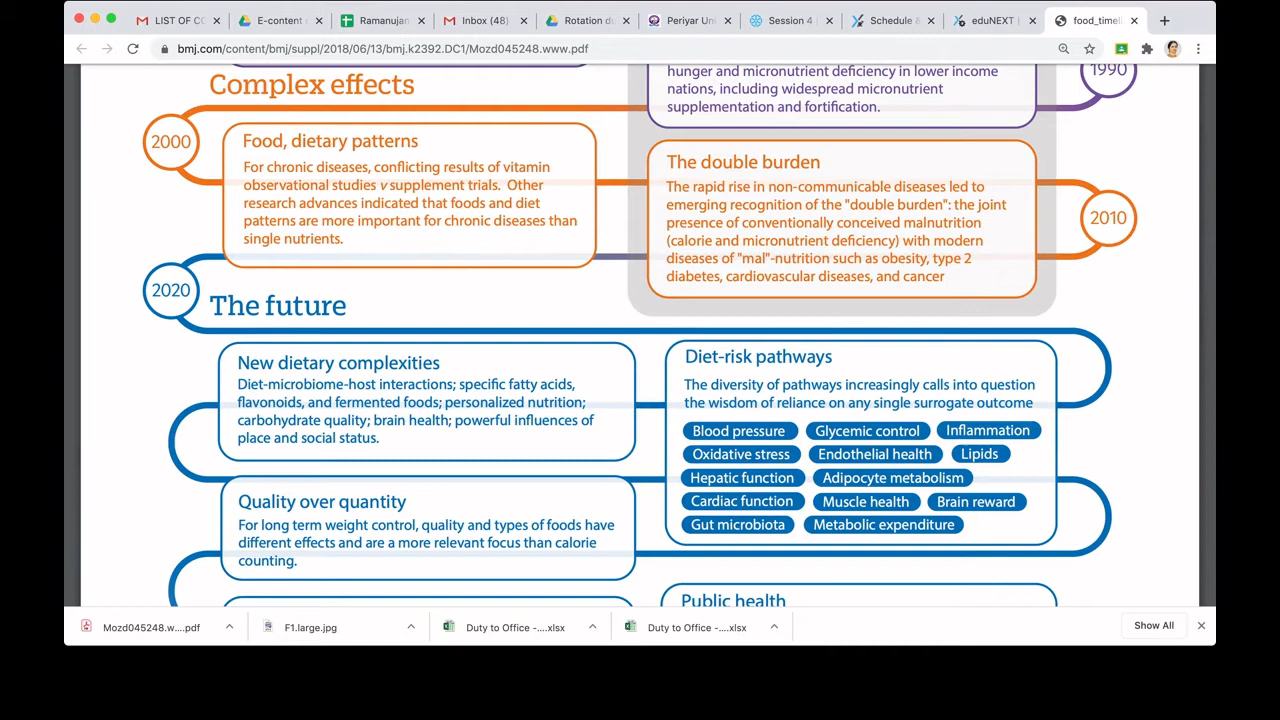 LIST OF CO
E-content a
Ramanujan
Inbox (48)
Rotation du
Periyar Uni
Session 4 |
Schedule &
eduNEXT |
food_timeli
bmj.com/content/bmj/suppl/2018/06/13/bmj.k2392.DC1/Mozd045248.www.pdf
hunger and micronutrient deficiency in lower income
nations, including widespread micronutrient
supplementation and fortification.
1990
Complex effects
2000
Food, dietary patterns
For chronic diseases, conflicting results of vitamin
observational studies v supplement trials. Other
research advances indicated that foods and diet
patterns are more important for chronic diseases than
single nutrients.
The double burden
The rapid rise in non-communicable diseases led to
emerging recognition of the "double burden": the joint
presence of conventionally conceived malnutrition
(calorie and micronutrient deficiency) with modern
diseases of "mal"-nutrition such as obesity, type 2
diabetes, cardiovascular diseases, and cancer
2010
2020
The future
New dietary complexities
Diet-microbiome-host interactions; specific fatty acids,
flavonoids, and fermented foods; personalized nutrition;
carbohydrate quality; brain health; powerful influences of
place and social status.
Diet-risk pathways
The diversity of pathways increasingly calls into question
the wisdom of reliance on any single surrogate outcome
Blood pressure Glycemic control Inflammation
Oxidative stress Endothelial health Lipids
Hepatic function Adipocyte metabolism
Cardiac function Muscle health Brain reward
Gut microbiota Metabolic expenditure
Quality over quantity
For long term weight control, quality and types of foods have
different effects and are a more relevant focus than calorie
counting.
Public health
Mozd045248.w....pdf
F1.large.jpg
Duty to Office -....xlsx
Duty to Office -....xlsx
Show All